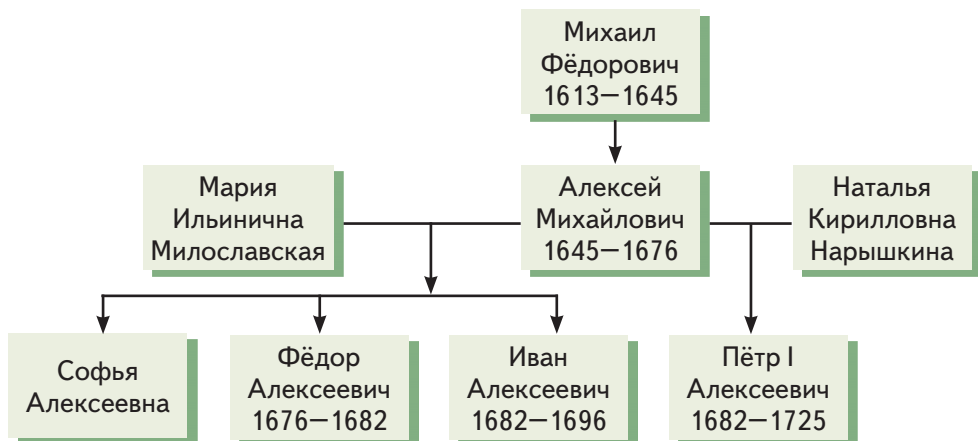 Михаил
Фёдорович
1613—1645
Мария
Ильинична
Милославская
Алексей
Михайлович
1645—1676
Наталья
Кирилловна
Нарышкина
Софья
Алексеевна
Фёдор
Алексеевич
1676—1682
Иван
Алексеевич
1682—1696
Пётр I
Алексеевич
1682—1725